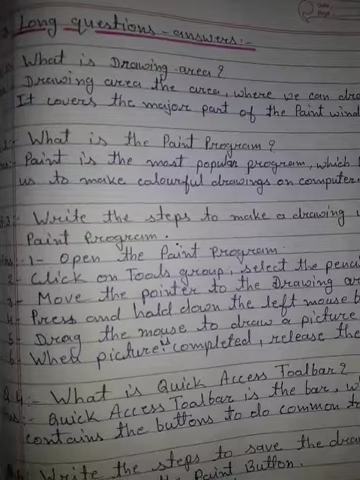 Long questions-answers:-
What is Drawing area?
Drawing area the area, where we can
It covers the major part of the Paint
What is the Paint Program?
Paint is the most popular program, which
us to make colourful drawings on computer
Write the steps to make a drawing
Paint Program.
Ans: 1- Open the Paint Program.
2- Click on Tools group, select the
3- Move the pointer to the Drawing
4- Press and hold down the left mouse
5- Drag the mouse to draw a picture
6- When picture is completed, release the
Q.4:- What is Quick Access Toolbar?
Ans:- Quick Access Toolbar is the bar,
contains the buttons to do common
Write the steps to save the
the Paint Button.